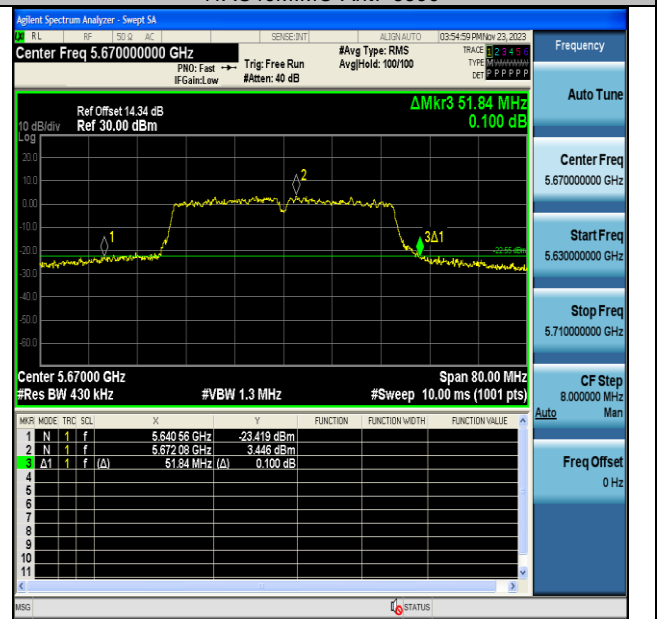 Agilent Spectrum Analyzer - Swept SA
RL RF 50 Ω AC SENSE:INT ALIGN AUTO 03:54:59 PM Nov 23, 2023
Center Freq 5.670000000 GHz
PNO: Fast
IFGain:Low
Trig: Free Run
#Atten: 40 dB
#Avg Type: RMS
Avg|Hold: 100/100
TRACE 1 2 3 4 5 6
TYPE M
DET P P P P P P
Frequency
Auto Tune
Center Freq
5.670000000 GHz
Start Freq
5.630000000 GHz
Stop Freq
5.710000000 GHz
CF Step
8.000000 MHz
Auto Man
Freq Offset
0 Hz
ΔMkr3 51.84 MHz
0.100 dB
Ref Offset 14.34 dB
10 dB/div Ref 30.00 dBm
Log
20.0
10.0
0.00
-10.0
-20.0
-30.0
-40.0
-50.0
-60.0
1
2
3Δ1
-22.55 dBm
Center 5.67000 GHz Span 80.00 MHz
#Res BW 430 kHz #VBW 1.3 MHz #Sweep 10.00 ms (1001 pts)
MKR MODE TRC SCL X Y FUNCTION FUNCTION WIDTH FUNCTION VALUE
1 N 1 f 5.640 56 GHz -23.419 dBm
2 N 1 f 5.672 08 GHz 3.446 dBm
3 Δ1 1 f (Δ) 51.84 MHz (Δ) 0.100 dB
4
5
6
7
8
9
10
11
MSG STATUS